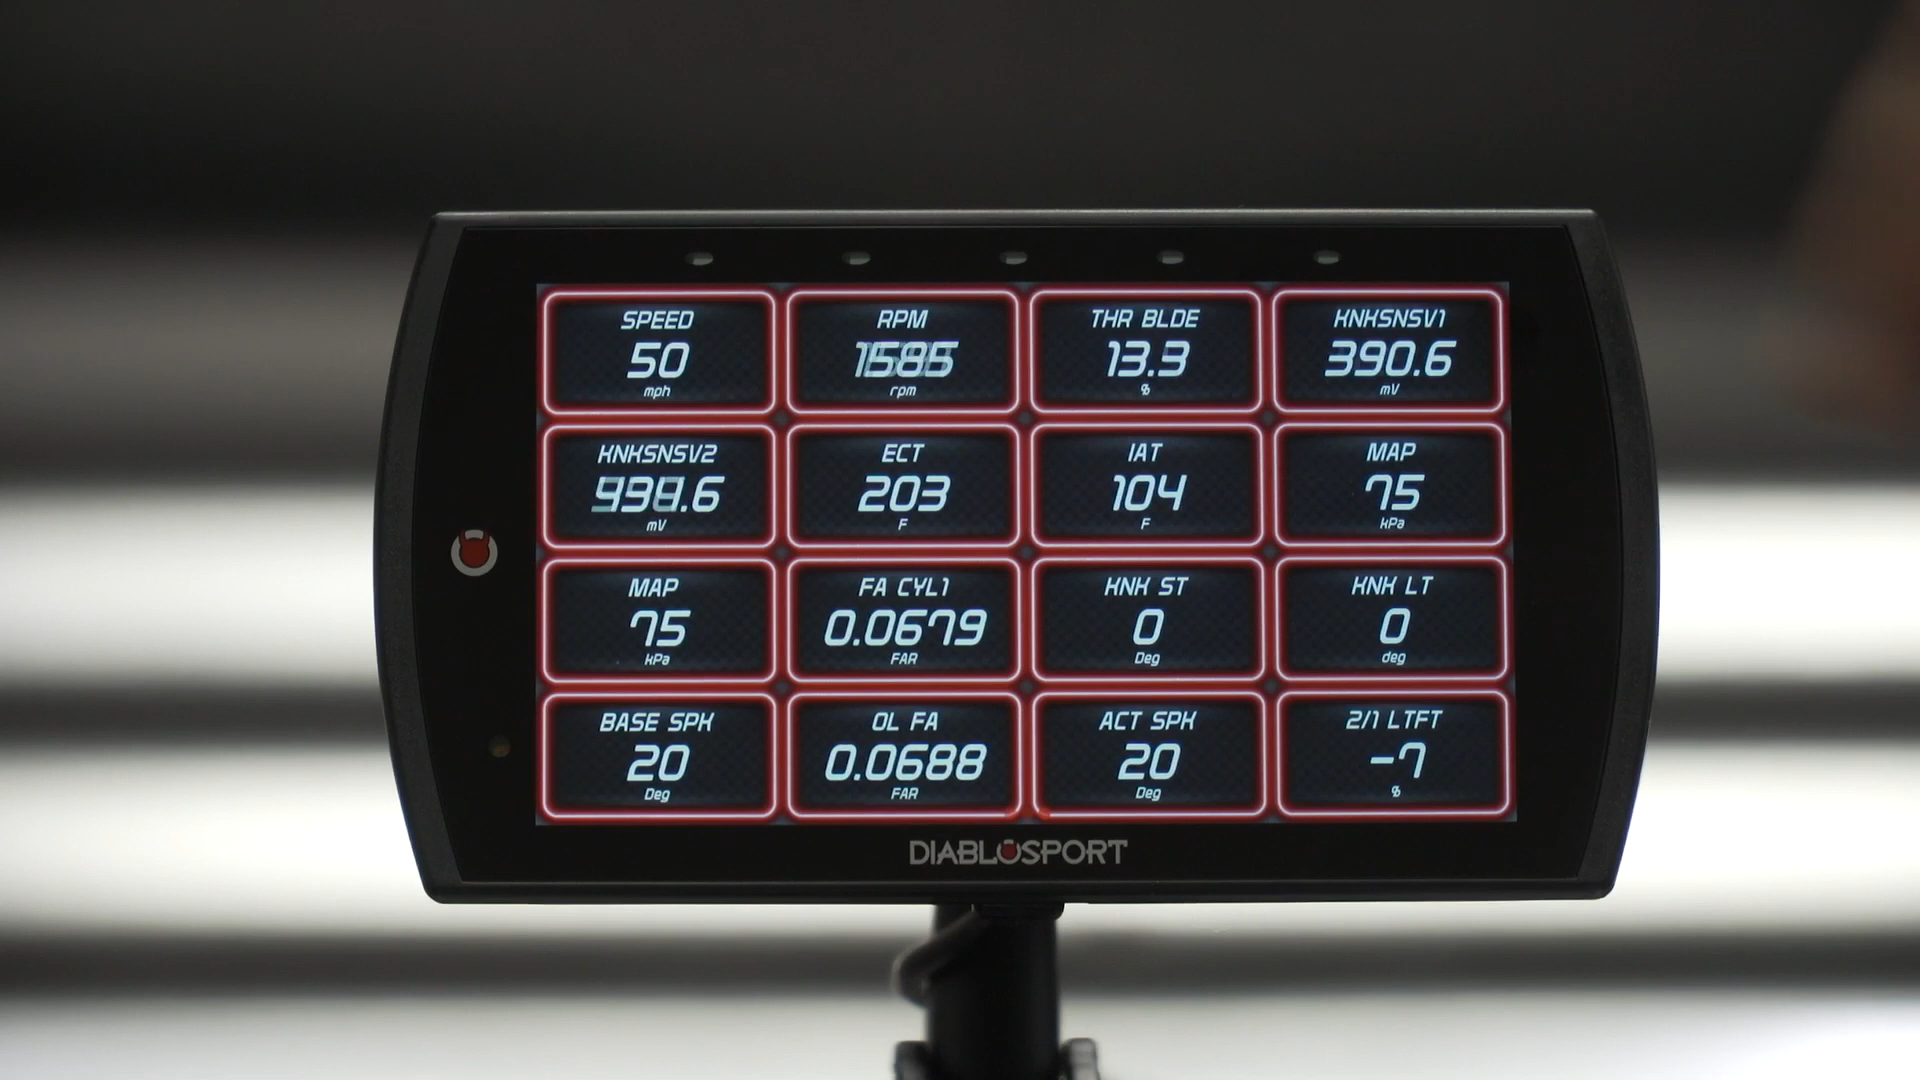 SPEED
50
mph
RPM
rpm
THR BLDE
13.3
%
KNKSNSV1
390.6
mV
KNKSNSV2
mV
ECT
203
F
IAT
104
F
MAP
75
kPa
MAP
75
kPa
FA CYL1
0.0679
FAR
KNK ST
0
Deg
KNK LT
0
deg
BASE SPK
20
Deg
OL FA
0.0688
FAR
ACT SPK
20
Deg
2/1 LTFT
-7
%
DIABLOSPORT